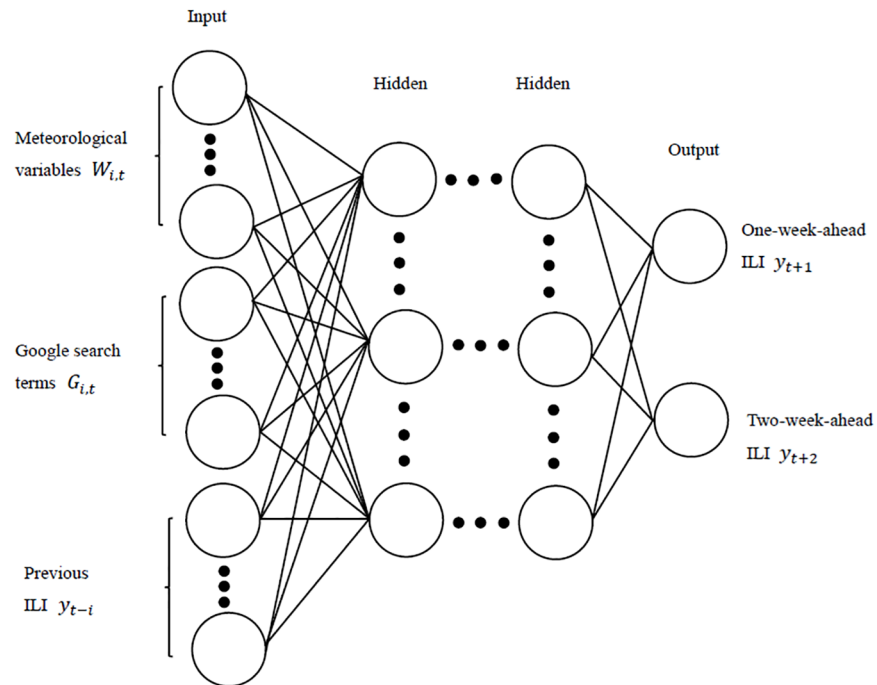 Input
Hidden
Hidden
Output
Meteorological
variables W_{i,t}
Google search
terms G_{i,t}
Previous
ILI y_{t−i}
One-week-ahead
ILI y_{t+1}
Two-week-ahead
ILI y_{t+2}